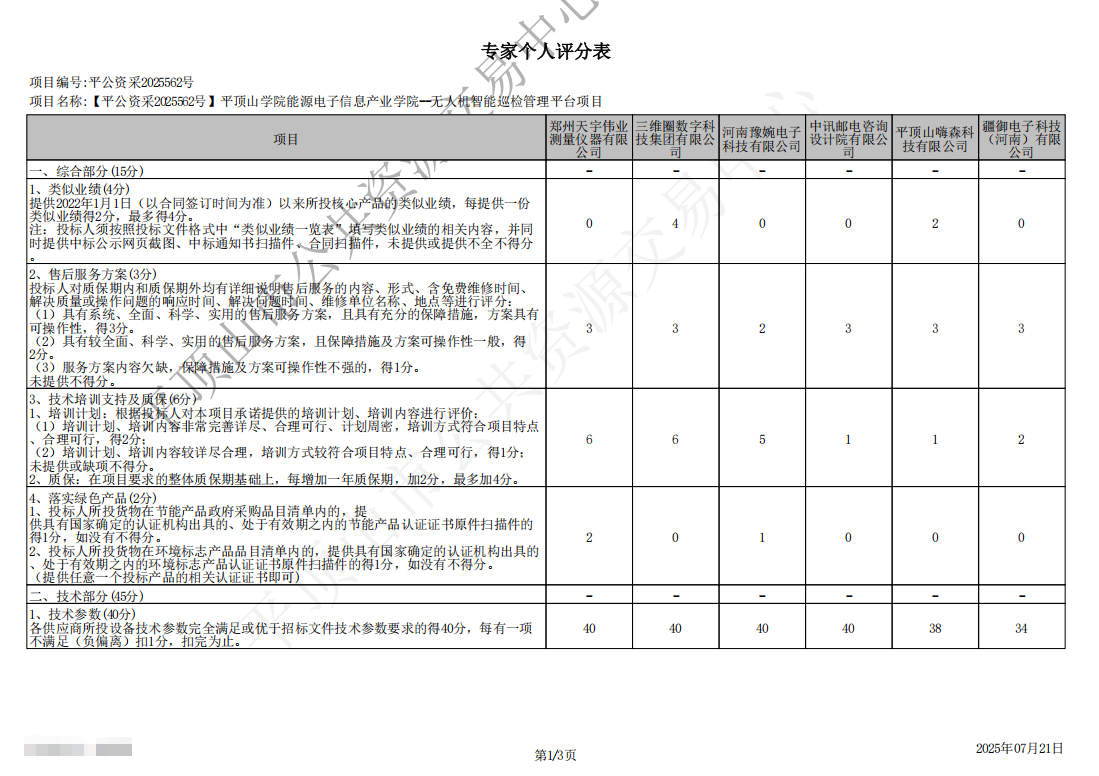 专家个人评分表
项目编号:平公资采2025562号
项目名称:【平公资采2025562号】平顶山学院能源电子信息产业学院--无人机智能巡检管理平台项目
项目
郑州天宇伟业
测量仪器有限
公司
三维圈数字科
技集团有限公
司
河南豫婉电子
科技有限公司
中讯邮电咨询
设计院有限公
司
平顶山嗨森科
技有限公司
疆御电子科技
（河南）有限
公司
一、综合部分(15分) - - - - - -
1、类似业绩(4分)
提供2022年1月1日（以合同签订时间为准）以来所投核心产品的类似业绩，每提供一份
类似业绩得2分，最多得4分。
注：投标人须按照投标文件格式中“类似业绩一览表”填写类似业绩的相关内容，并同
时提供中标公示网页截图、中标通知书扫描件、合同扫描件，未提供或提供不全不得分
。
0 4 0 0 2 0
2、售后服务方案(3分)
投标人对质保期内和质保期外均有详细说明售后服务的内容、形式、含免费维修时间、
解决质量或操作问题的响应时间、解决问题时间、维修单位名称、地点等进行评分：
（1）具有系统、全面、科学、实用的售后服务方案，且具有充分的保障措施，方案具有
可操作性，得3分。
（2）具有较全面、科学、实用的售后服务方案，且保障措施及方案可操作性一般，得
2分。
（3）服务方案内容欠缺，保障措施及方案可操作性不强的，得1分。
未提供不得分。
3 3 2 3 3 3
3、技术培训支持及质保(6分)
1、培训计划：根据投标人对本项目承诺提供的培训计划、培训内容进行评价：
（1）培训计划、培训内容非常完善详尽、合理可行、计划周密，培训方式符合项目特点
、合理可行，得2分；
（2）培训计划、培训内容较详尽合理，培训方式较符合项目特点、合理可行，得1分；
未提供或缺项不得分。
2、质保：在项目要求的整体质保期基础上，每增加一年质保期，加2分，最多加4分。
6 6 5 1 1 2
4、落实绿色产品(2分)
1、投标人所投货物在节能产品政府采购品目清单内的，提
供具有国家确定的认证机构出具的、处于有效期之内的节能产品认证证书原件扫描件的
得1分，如没有不得分。
2、投标人所投货物在环境标志产品品目清单内的，提供具有国家确定的认证机构出具的
、处于有效期之内的环境标志产品认证证书原件扫描件的得1分，如没有不得分。
（提供任意一个投标产品的相关认证证书即可）
2 0 1 0 0 0
二、技术部分(45分) - - - - - -
1、技术参数(40分)
各供应商所投设备技术参数完全满足或优于招标文件技术参数要求的得40分，每有一项
不满足（负偏离）扣1分，扣完为止。
40 40 40 40 38 34
平顶山市公共资源交易中心
平顶山市公共资源交易中心
第1/3页
2025年07月21日